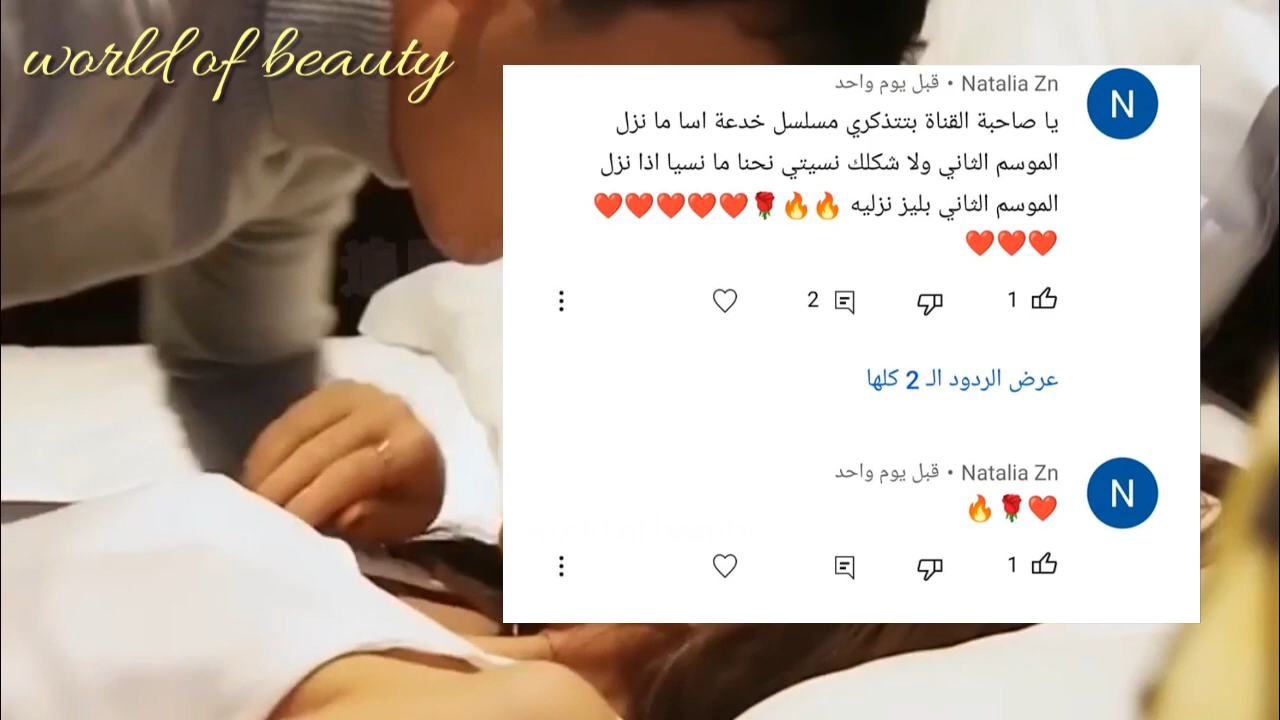 world of beauty
Natalia Zn • قبل يوم واحد
N
يا صاحبة القناة بتتذكري مسلسل خدعة اسا ما نزل
الموسم الثاني ولا شكلك نسيتي نحنا ما نسيا اذا نزل
الموسم الثاني بليز نزليه 🔥🔥🌹❤️❤️❤️❤️❤️
❤️❤️❤️
1 2
عرض الردود الـ 2 كلها
Natalia Zn • قبل يوم واحد
N
❤️🌹🔥
1